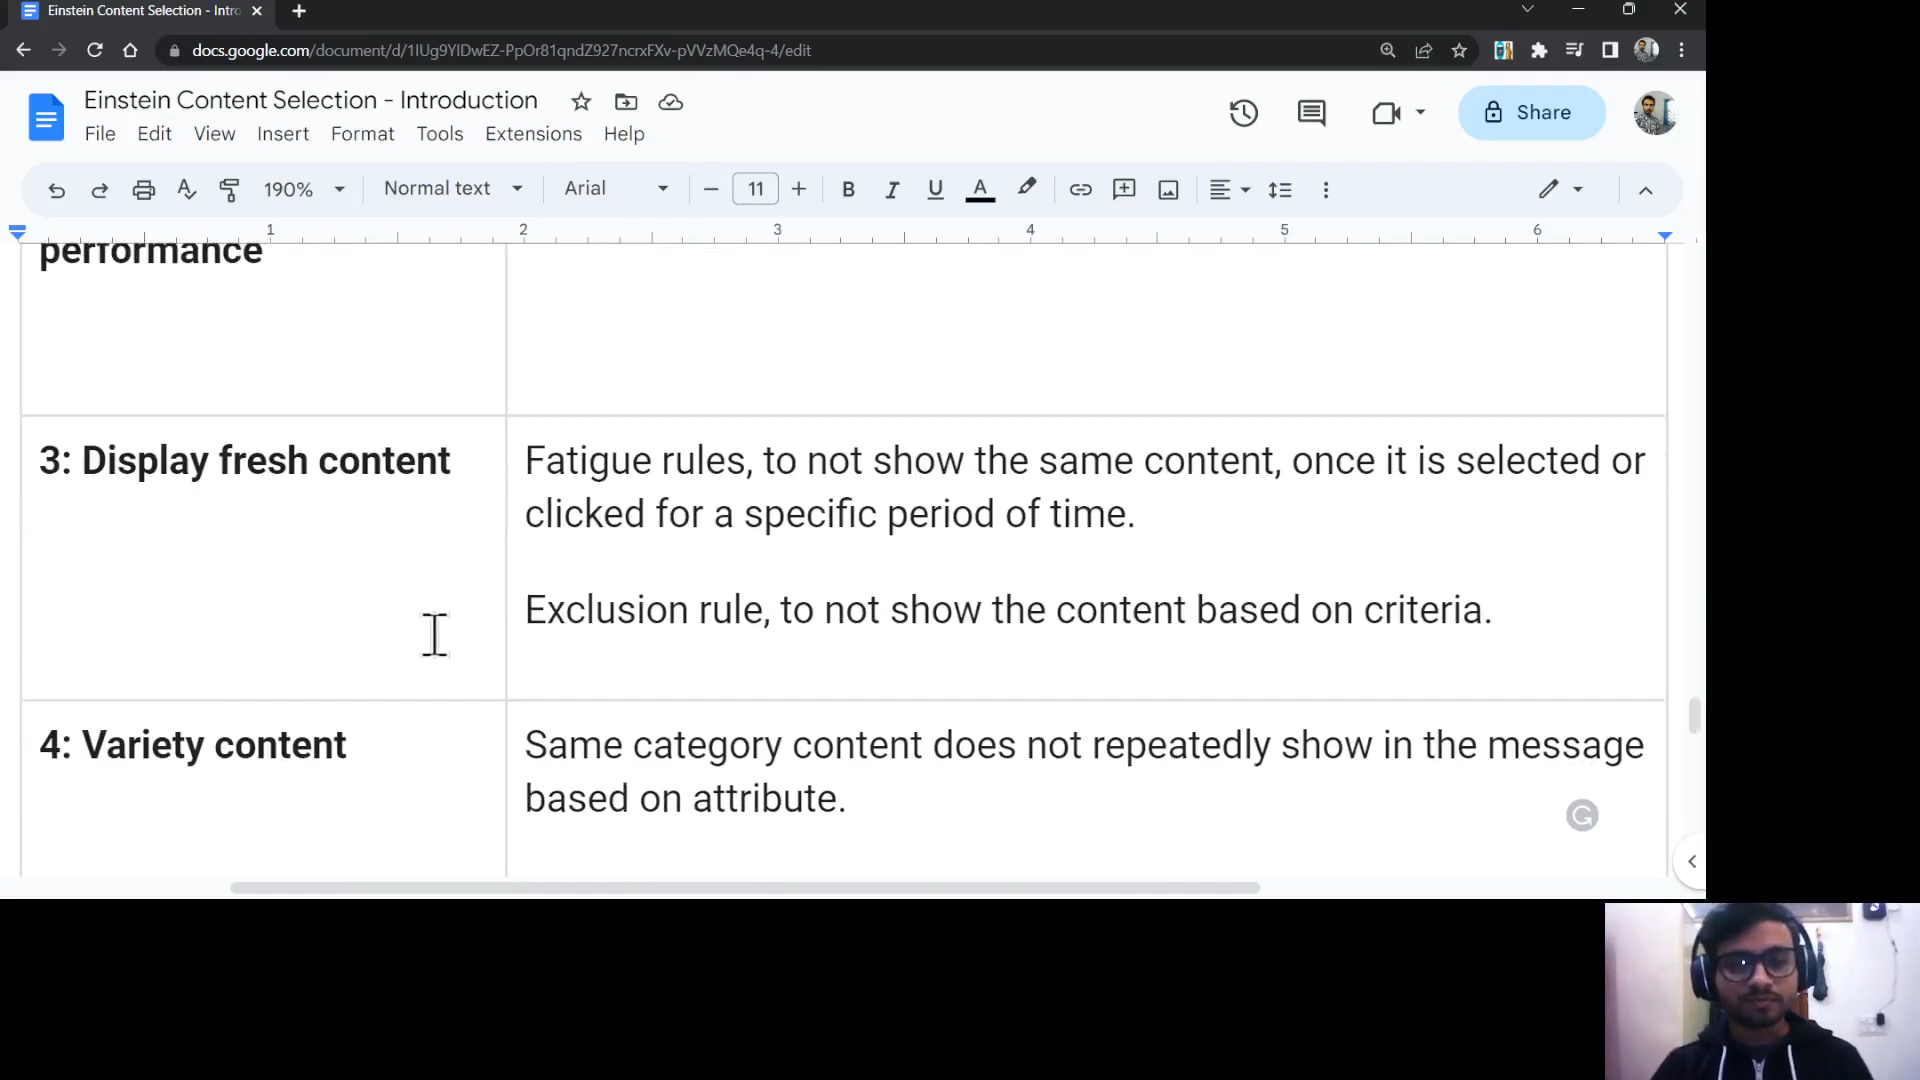 Einstein Content Selection - Intro
docs.google.com/document/d/1IUg9YIDwEZ-PpOr81qndZ927ncrxFXv-pVVzMQe4q-4/edit
Einstein Content Selection - Introduction
File Edit View Insert Format Tools Extensions Help
Share
190% Normal text Arial 11 B I U A
1 2 3 4 5 6
performance
3: Display fresh content
Fatigue rules, to not show the same content, once it is selected or
clicked for a specific period of time.
Exclusion rule, to not show the content based on criteria.
4: Variety content
Same category content does not repeatedly show in the message
based on attribute.